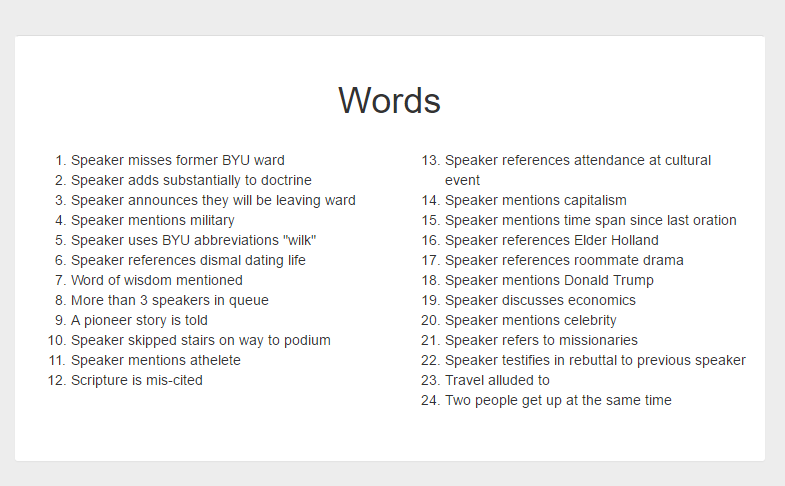 Words
1. Speaker misses former BYU ward
2. Speaker adds substantially to doctrine
3. Speaker announces they will be leaving ward
4. Speaker mentions military
5. Speaker uses BYU abbreviations "wilk"
6. Speaker references dismal dating life
7. Word of wisdom mentioned
8. More than 3 speakers in queue
9. A pioneer story is told
10. Speaker skipped stairs on way to podium
11. Speaker mentions athelete
12. Scripture is mis-cited
13. Speaker references attendance at cultural
event
14. Speaker mentions capitalism
15. Speaker mentions time span since last oration
16. Speaker references Elder Holland
17. Speaker references roommate drama
18. Speaker mentions Donald Trump
19. Speaker discusses economics
20. Speaker mentions celebrity
21. Speaker refers to missionaries
22. Speaker testifies in rebuttal to previous speaker
23. Travel alluded to
24. Two people get up at the same time